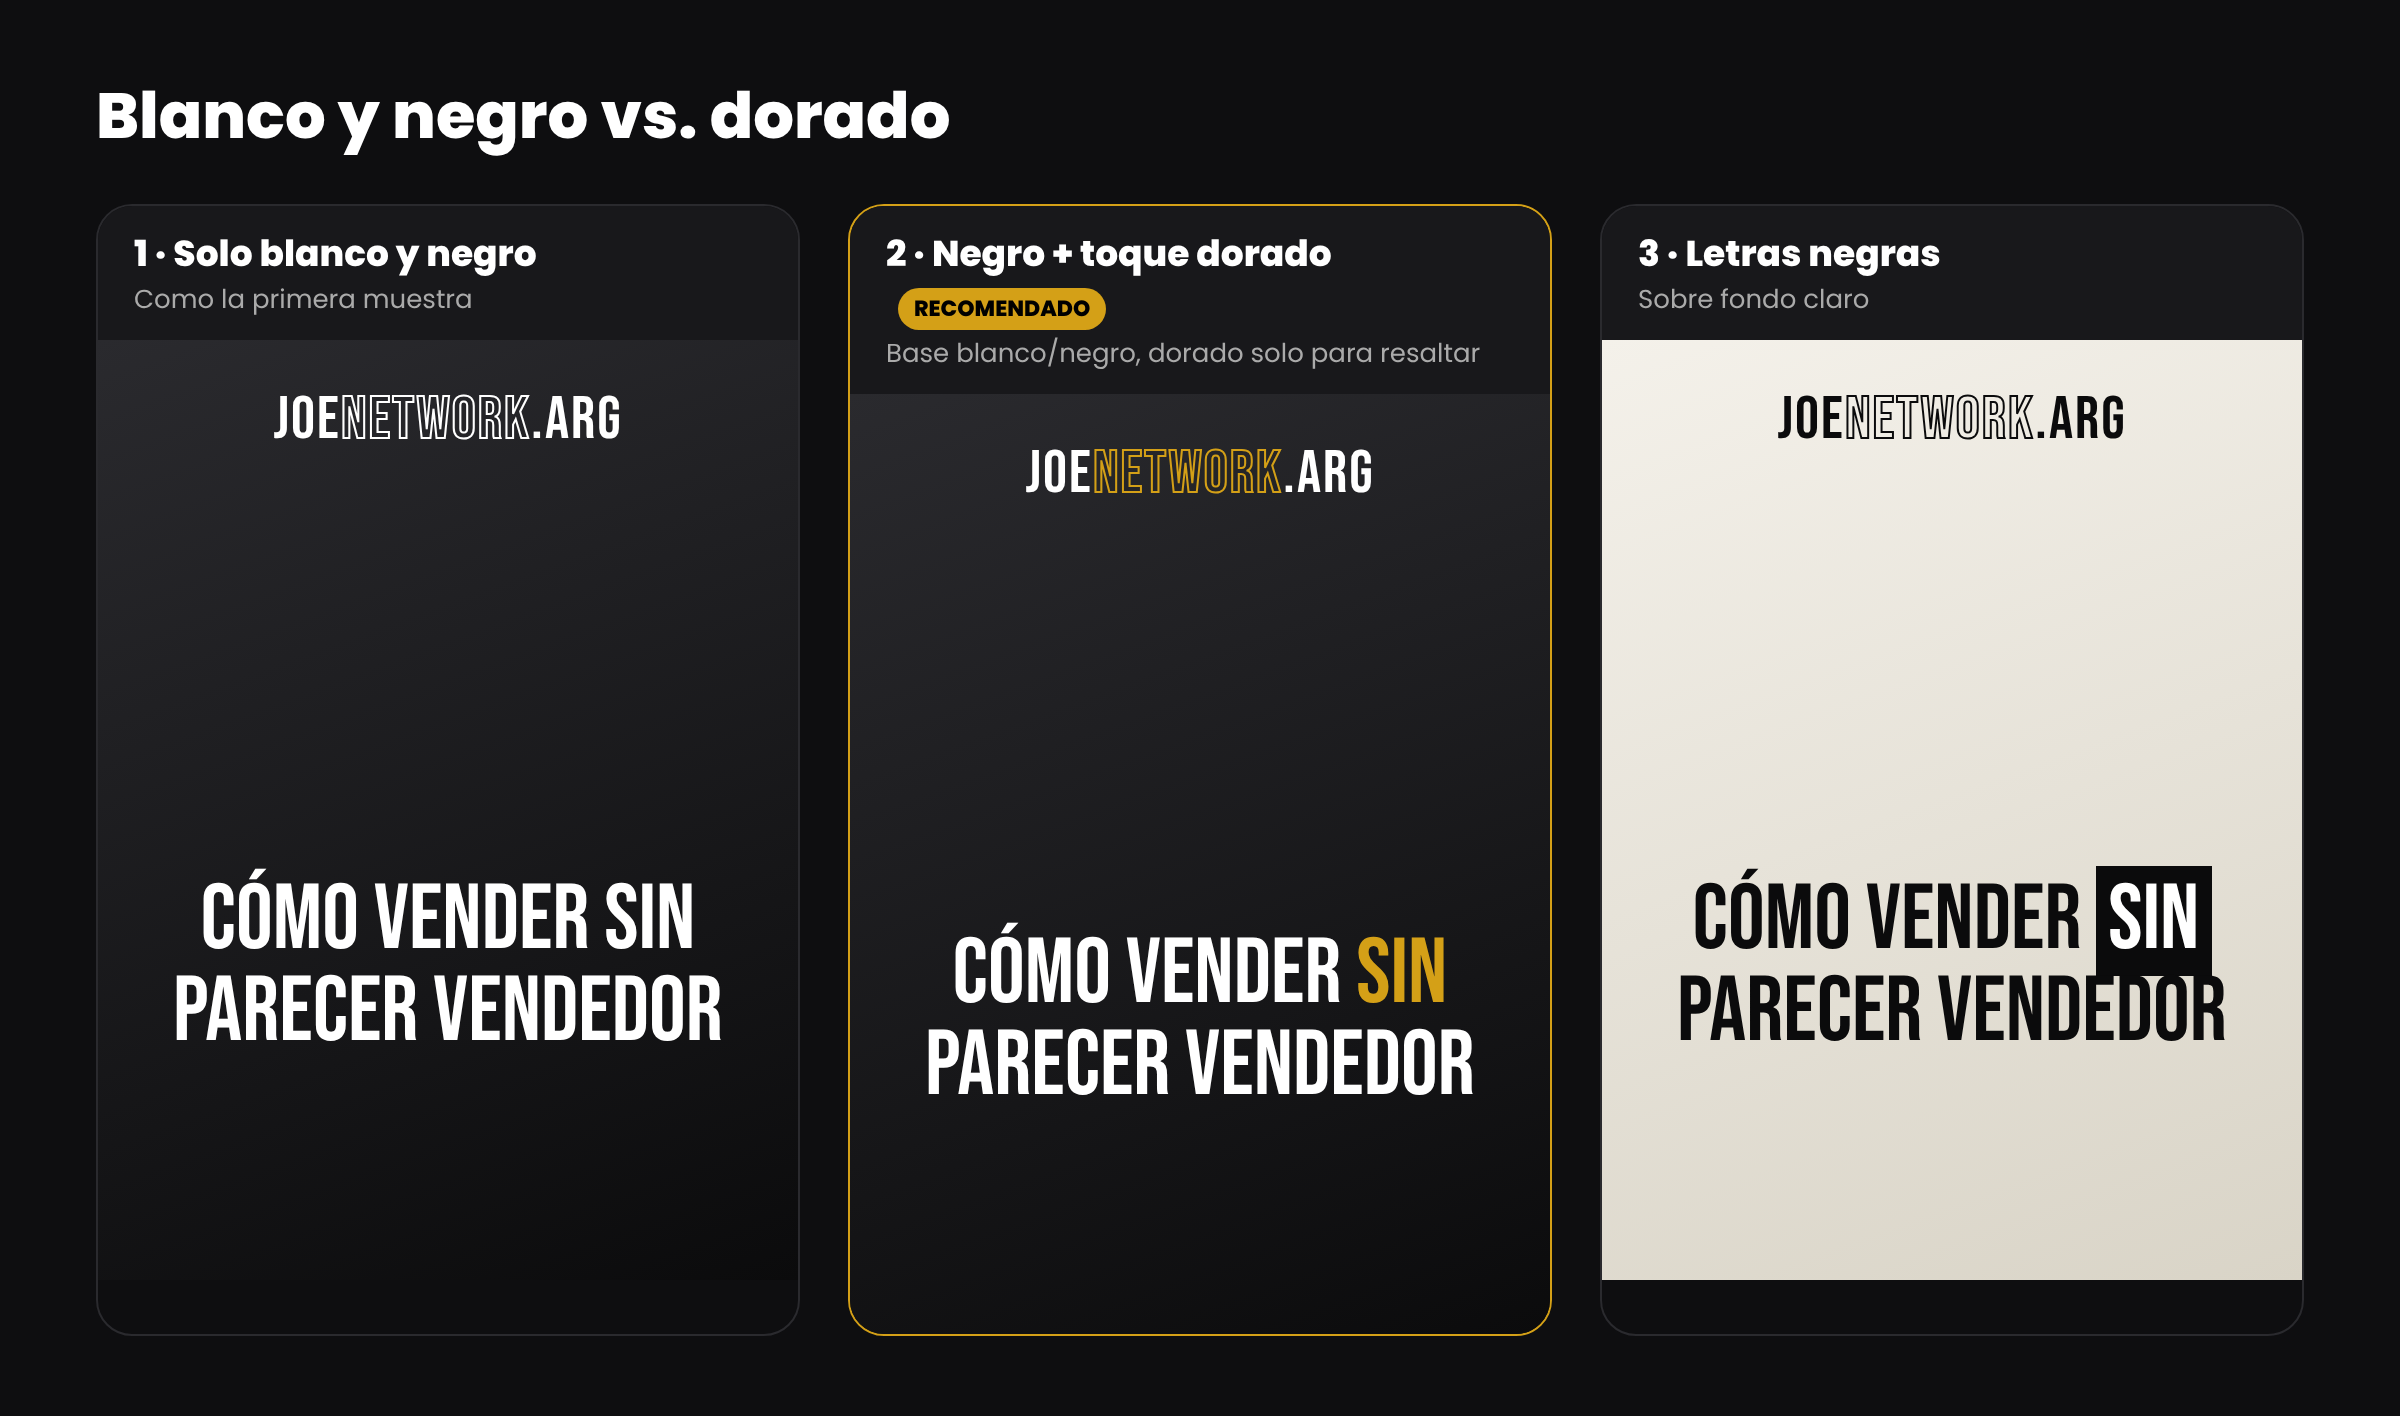 Blanco y negro vs. dorado
1 · Solo blanco y negro
Como la primera muestra
JOENETWORK.ARG
CÓMO VENDER SIN
PARECER VENDEDOR
2 · Negro + toque dorado
RECOMENDADO
Base blanco/negro, dorado solo para resaltar
JOENETWORK.ARG
CÓMO VENDER SIN
PARECER VENDEDOR
3 · Letras negras
Sobre fondo claro
JOENETWORK.ARG
CÓMO VENDER SIN
PARECER VENDEDOR